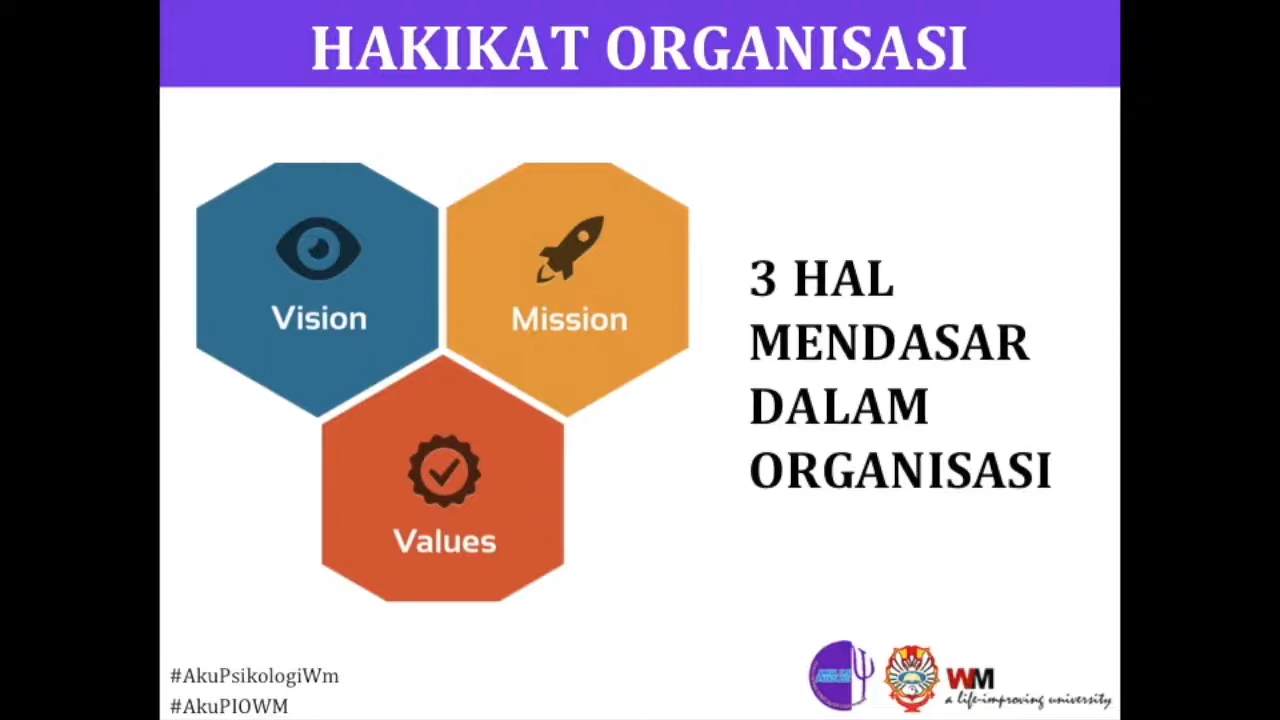 HAKIKAT ORGANISASI
Vision
Mission
Values
3 HAL
MENDASAR
DALAM
ORGANISASI
#AkuPsikologiWm
#AkuPIOWM
WM
a life-improving university